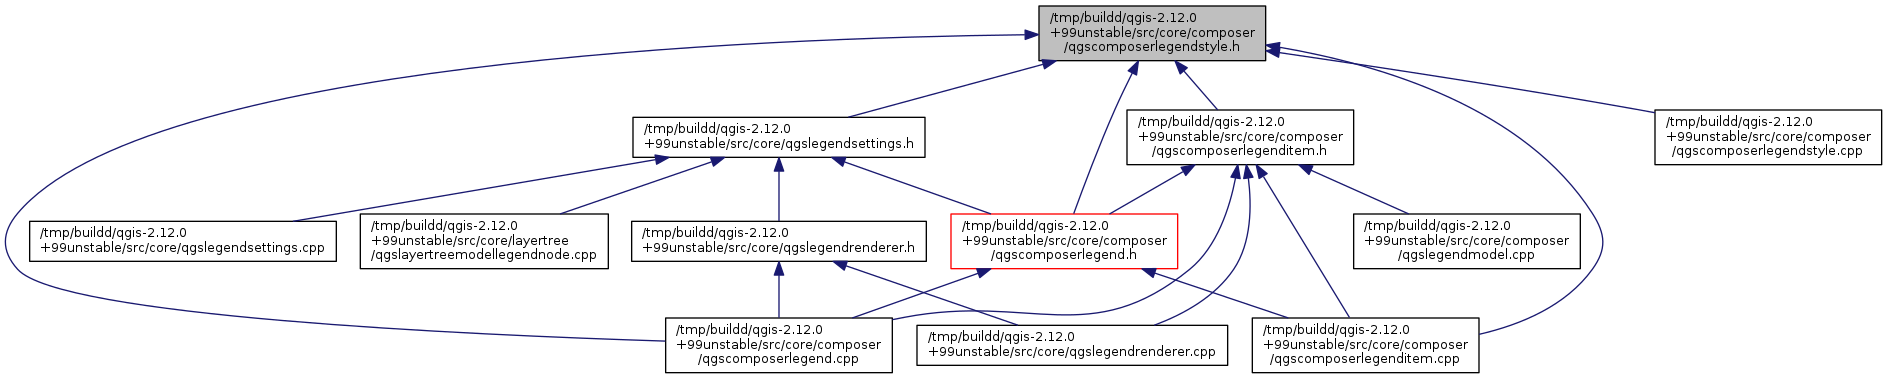 /tmp/buildd/qgis-2.12.0
+99unstable/src/core/composer
/qgscomposerlegendstyle.h
/tmp/buildd/qgis-2.12.0
+99unstable/src/core/qgslegendsettings.h
/tmp/buildd/qgis-2.12.0
+99unstable/src/core/composer
/qgscomposerlegenditem.h
/tmp/buildd/qgis-2.12.0
+99unstable/src/core/composer
/qgscomposerlegendstyle.cpp
/tmp/buildd/qgis-2.12.0
+99unstable/src/core/qgslegendsettings.cpp
/tmp/buildd/qgis-2.12.0
+99unstable/src/core/layertree
/qgslayertreemodellegendnode.cpp
/tmp/buildd/qgis-2.12.0
+99unstable/src/core/qgslegendrenderer.h
/tmp/buildd/qgis-2.12.0
+99unstable/src/core/composer
/qgscomposerlegend.h
/tmp/buildd/qgis-2.12.0
+99unstable/src/core/composer
/qgslegendmodel.cpp
/tmp/buildd/qgis-2.12.0
+99unstable/src/core/composer
/qgscomposerlegend.cpp
/tmp/buildd/qgis-2.12.0
+99unstable/src/core/qgslegendrenderer.cpp
/tmp/buildd/qgis-2.12.0
+99unstable/src/core/composer
/qgscomposerlegenditem.cpp